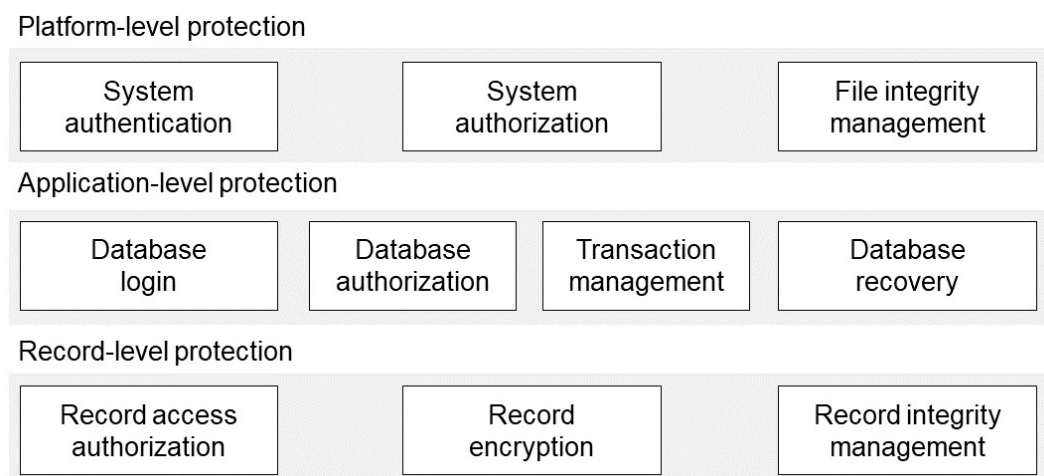 Platform-level protection
System
authentication
System
authorization
File integrity
management
Application-level protection
Database
login
Database
authorization
Transaction
management
Database
recovery
Record-level protection
Record access
authorization
Record
encryption
Record integrity
management